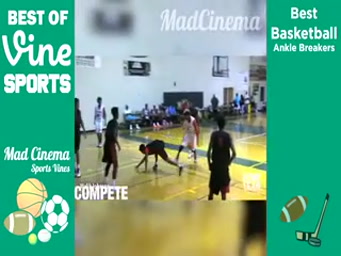 BEST OF
Vine
SPORTS
Mad Cinema
Sports Vines
MadCinema
COMPETE
Best
Basketball
Ankle Breakers